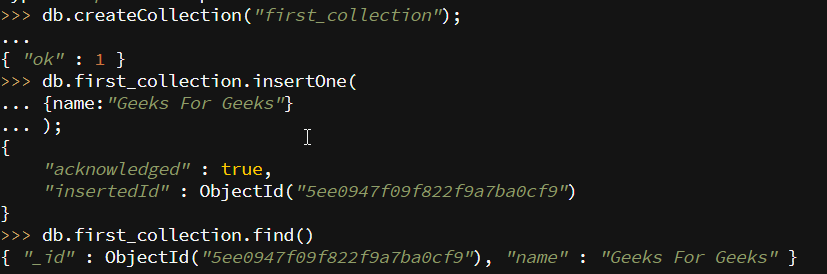 >>> db.createCollection("first_collection");
...
{ "ok" : 1 }
>>> db.first_collection.insertOne(
... {name:"Geeks For Geeks"}
... );
{
    "acknowledged" : true,
    "insertedId" : ObjectId("5ee0947f09f822f9a7ba0cf9")
}
>>> db.first_collection.find()
{ "_id" : ObjectId("5ee0947f09f822f9a7ba0cf9"), "name" : "Geeks For Geeks" }